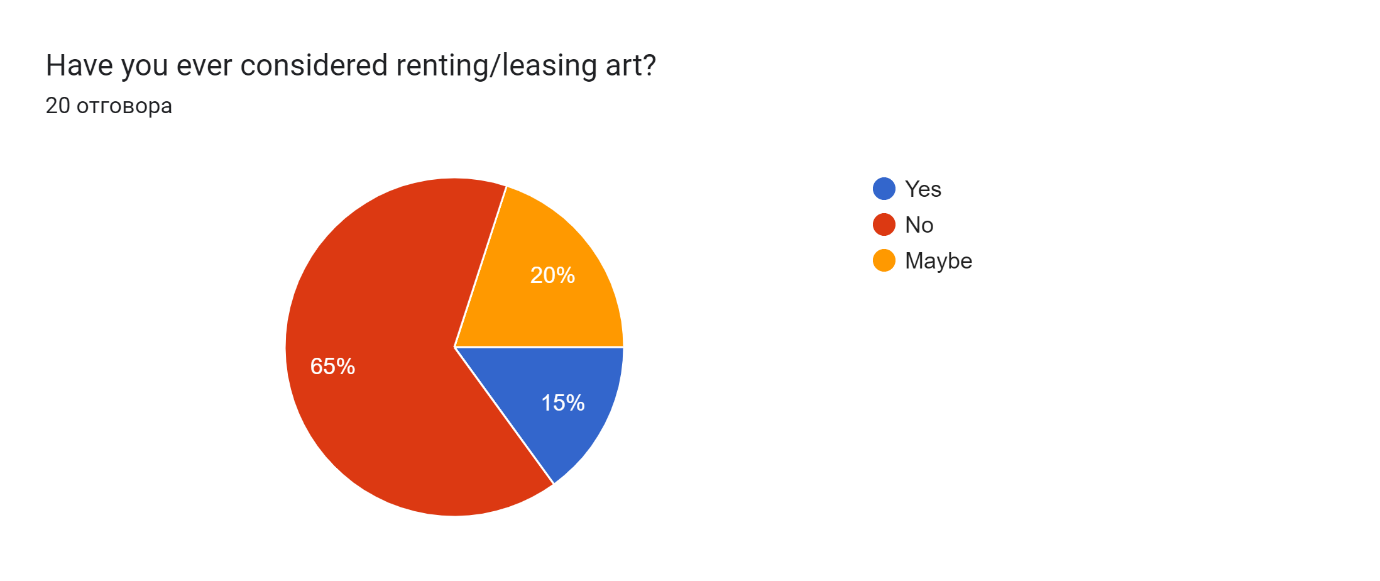 Have you ever considered renting/leasing art?
20 отговора
Yes
No
Maybe
20%
65%
15%